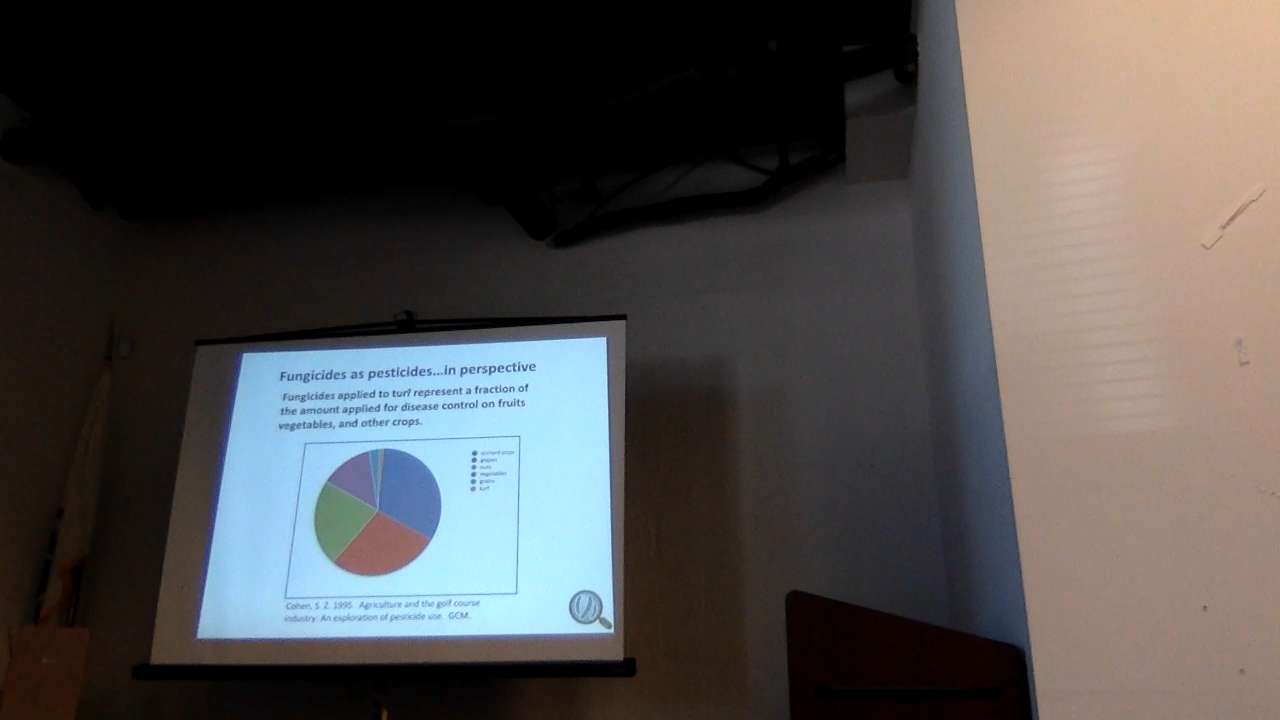 Fungicides as pesticides...in perspective
Fungicides applied to turf represent a fraction of
the amount applied for disease control on fruits
vegetables, and other crops.
orchard crops
grapes
nuts
vegetables
grains
turf
Cohen, S. Z. 1995. Agriculture and the golf course
industry: An exploration of pesticide use. GCM.